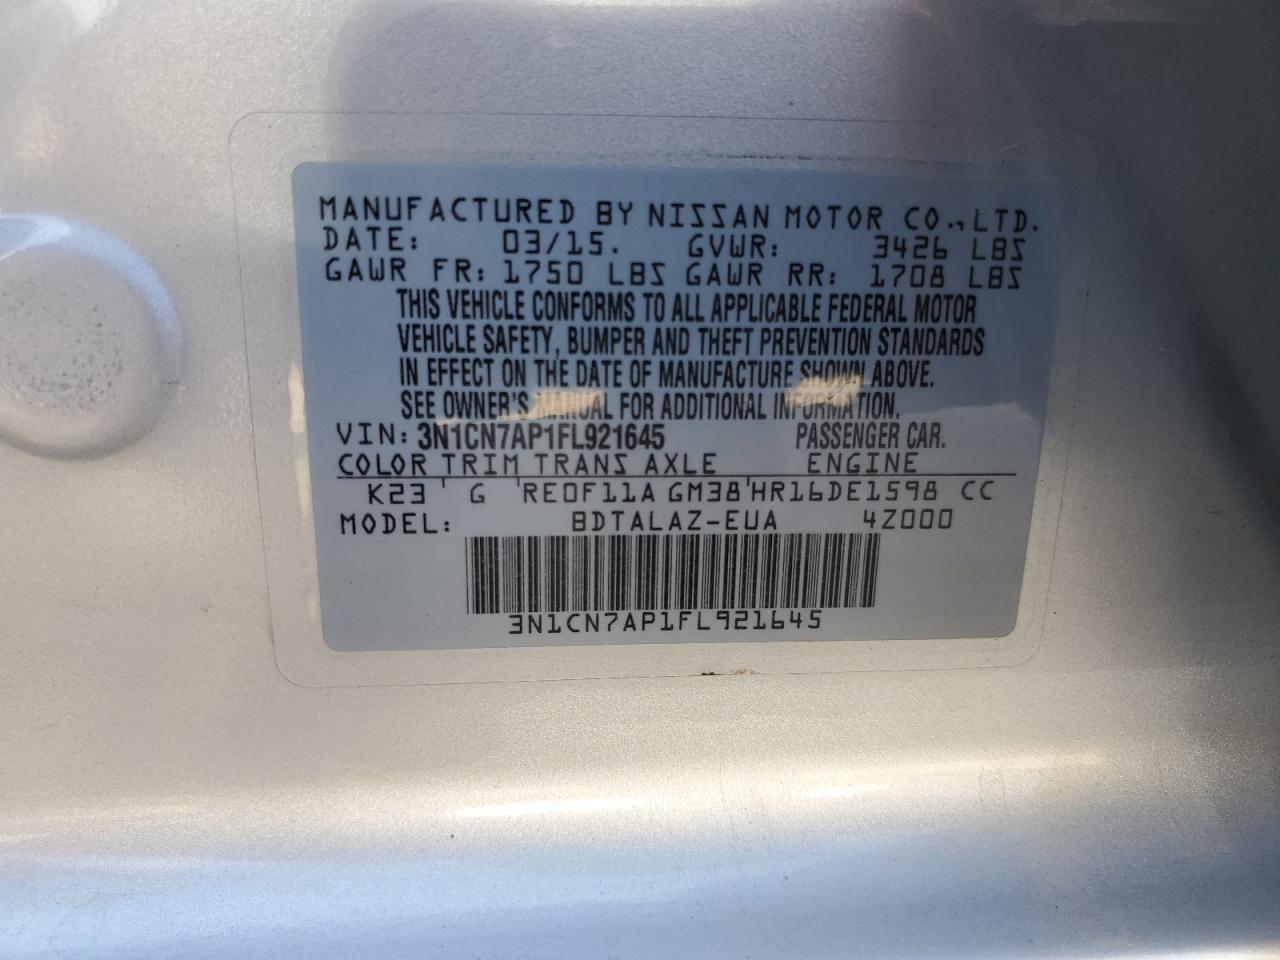 MANUFACTURED BY NISSAN MOTOR CO., LTD.
DATE: 03/15. GVWR: 3426 LBS
GAWR FR: 1750 LBS GAWR RR: 1708 LBS
THIS VEHICLE CONFORMS TO ALL APPLICABLE FEDERAL MOTOR
VEHICLE SAFETY, BUMPER AND THEFT PREVENTION STANDARDS
IN EFFECT ON THE DATE OF MANUFACTURE SHOWN ABOVE.
SEE OWNER'S MANUAL FOR ADDITIONAL INFORMATION.
VIN: 3N1CN7AP1FL921645 PASSENGER CAR.
COLOR TRIM TRANS AXLE ENGINE
K23 ' G 'RE0F11A GM38'HR16DE1598 CC
MODEL: BDTALAZ-EUA 4Z000
3N1CN7AP1FL921645